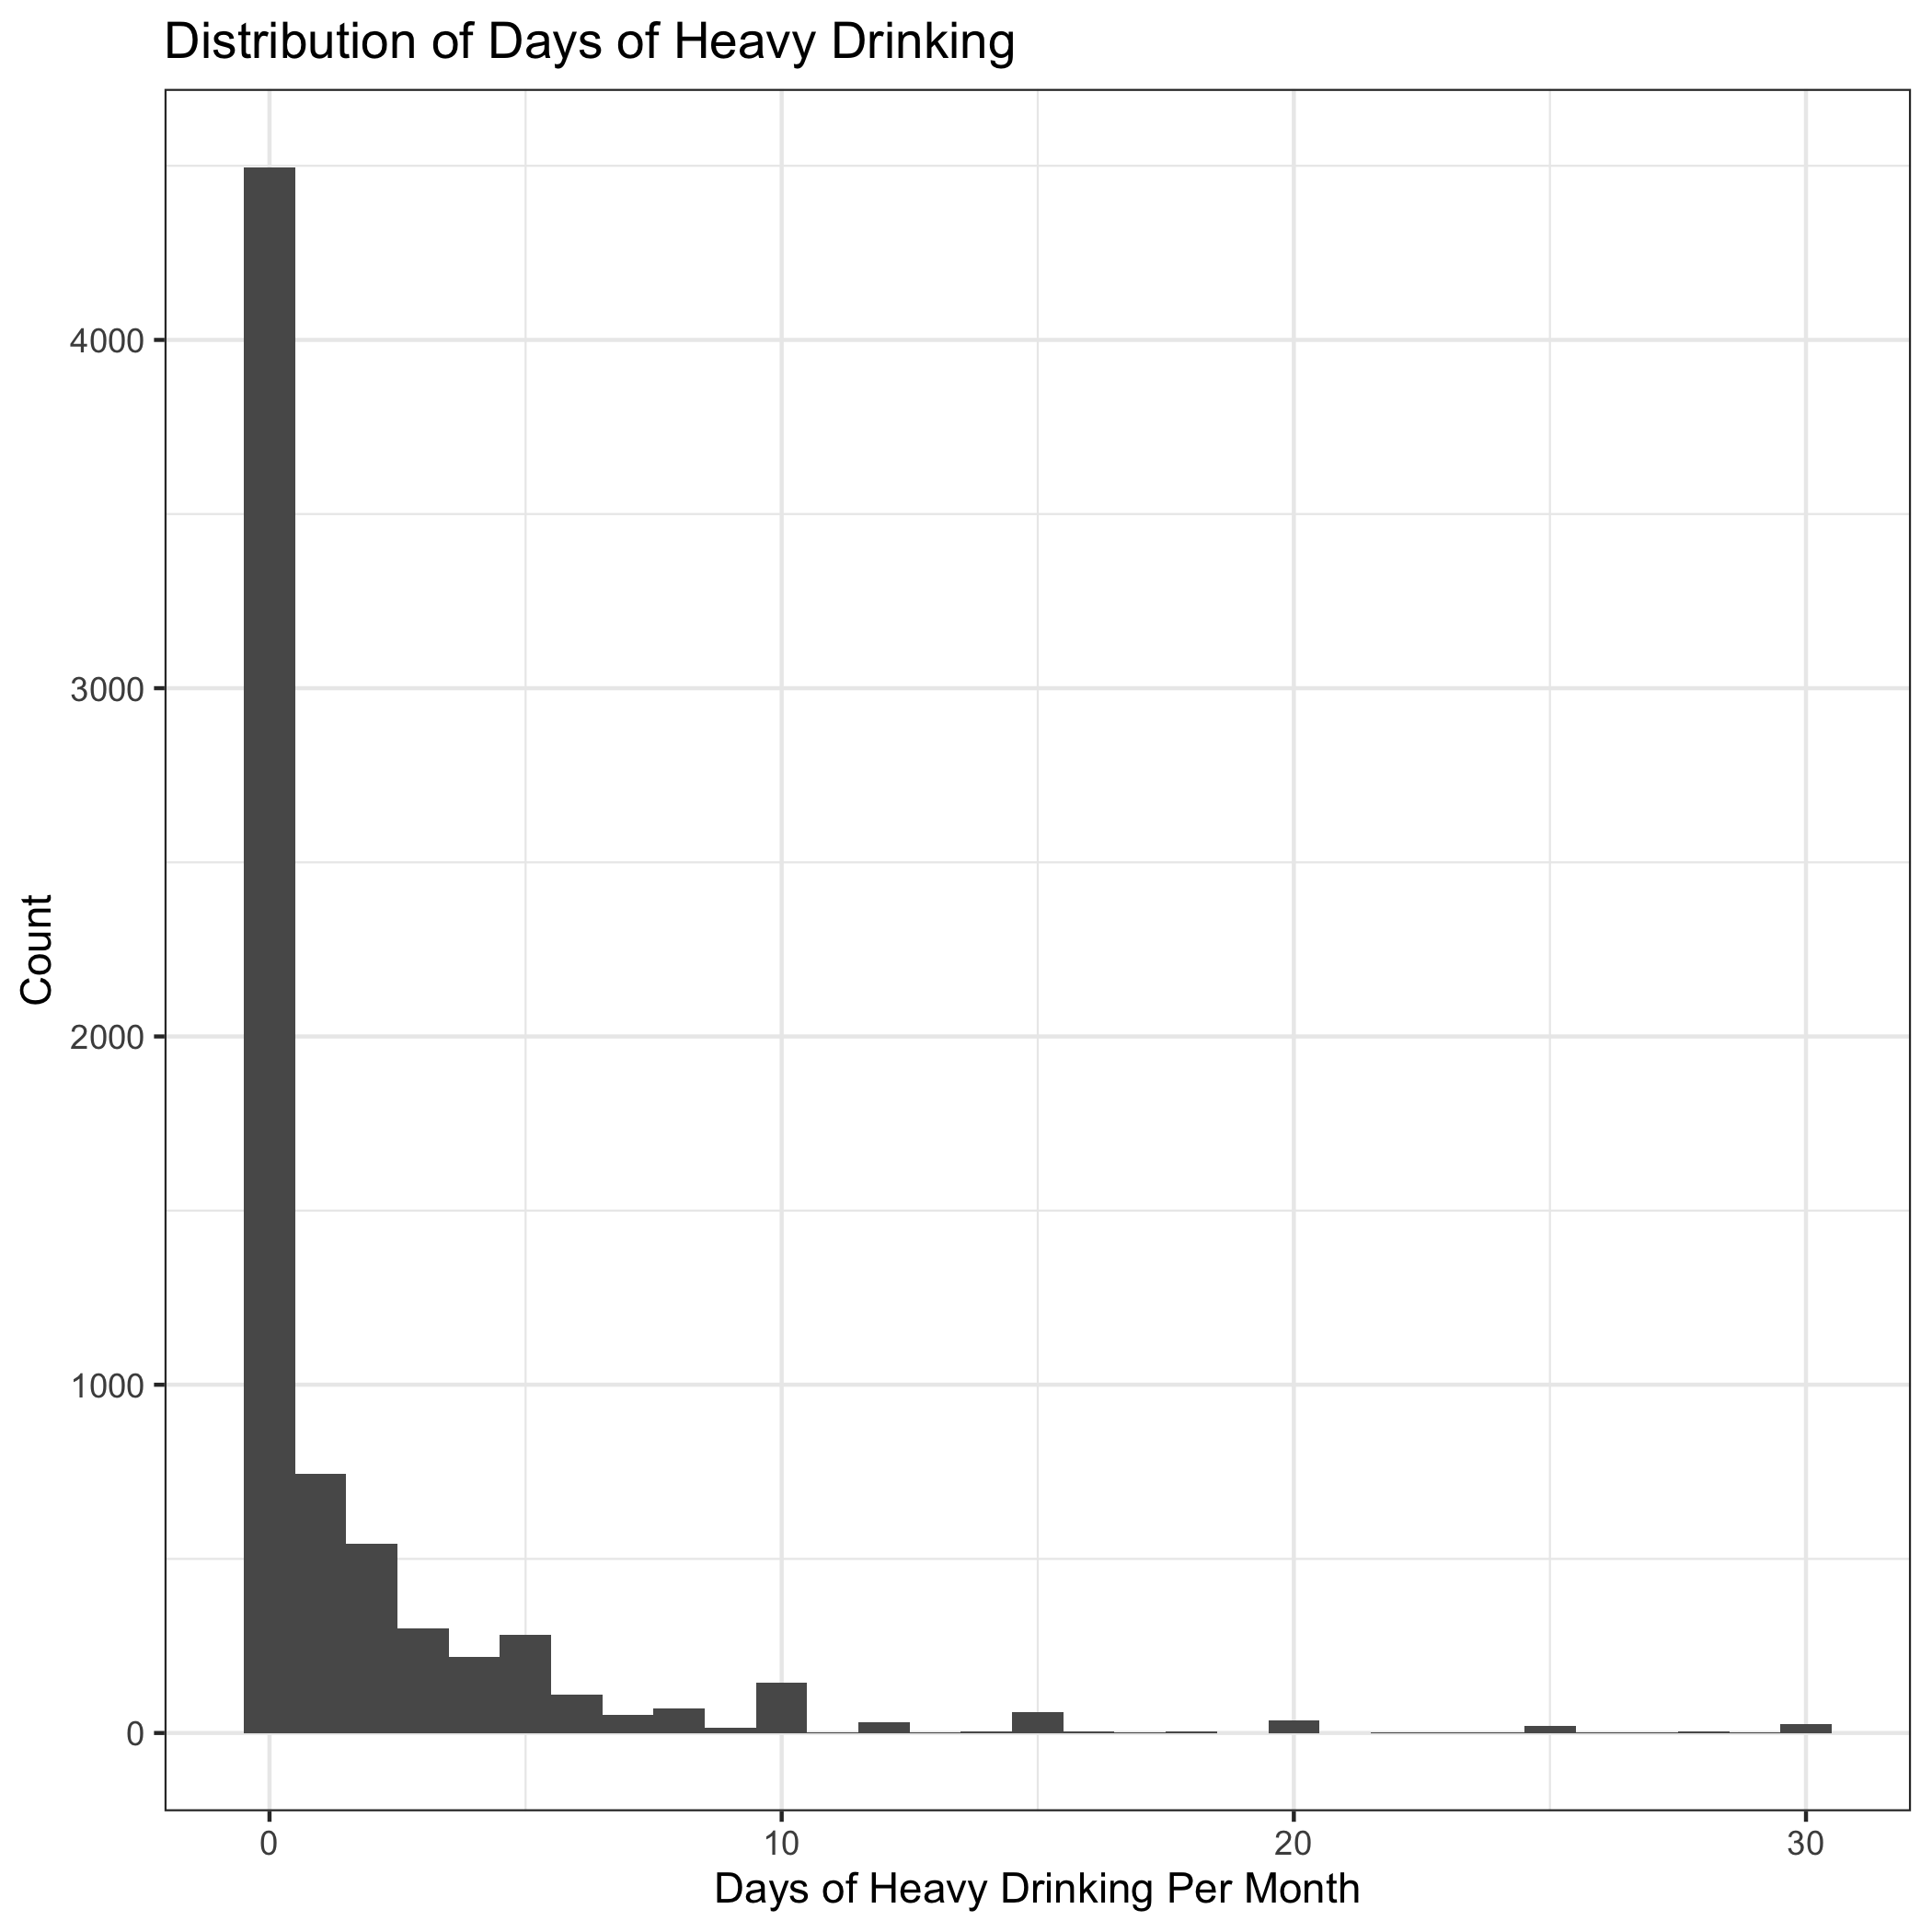 Distribution of Days of Heavy Drinking
Count
4000
3000
2000
1000
0
0 10 20 30
Days of Heavy Drinking Per Month